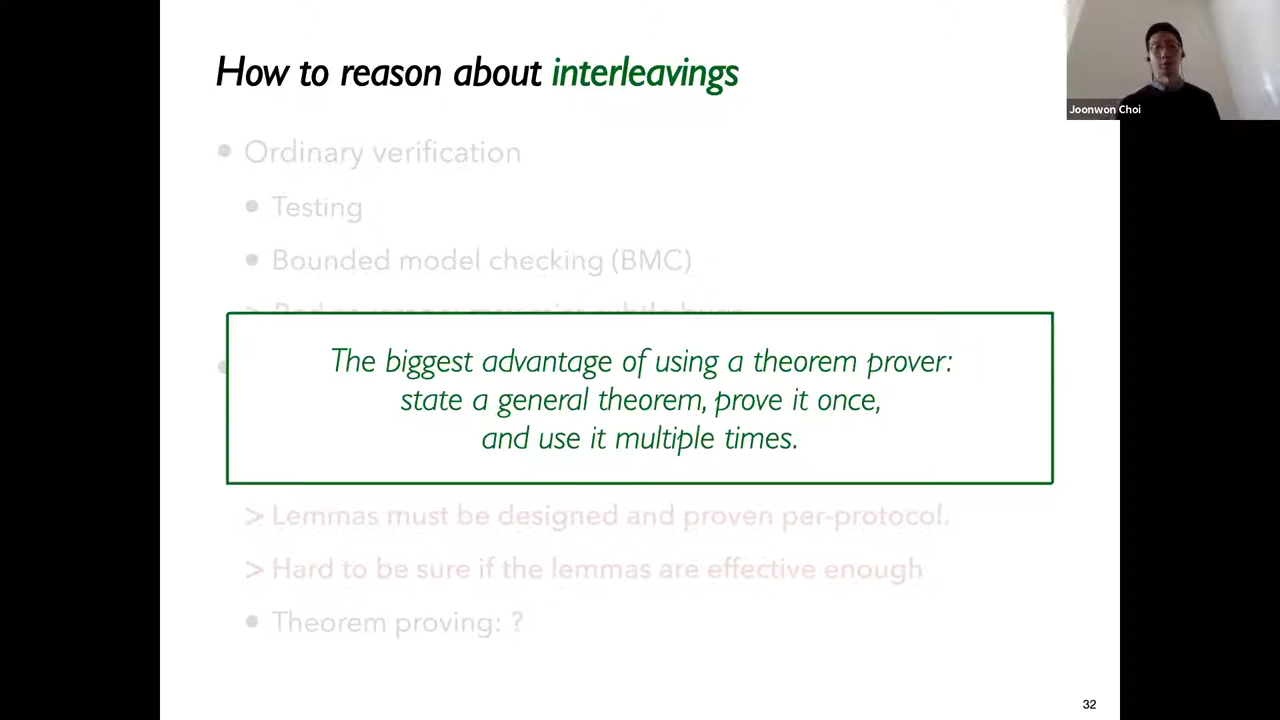 How to reason about interleavings
Joonwon Choi
Ordinary verification
Testing
Bounded model checking (BMC)
The biggest advantage of using a theorem prover:
state a general theorem, prove it once,
and use it multiple times.
> Lemmas must be designed and proven per-protocol.
> Hard to be sure if the lemmas are effective enough
Theorem proving: ?
32